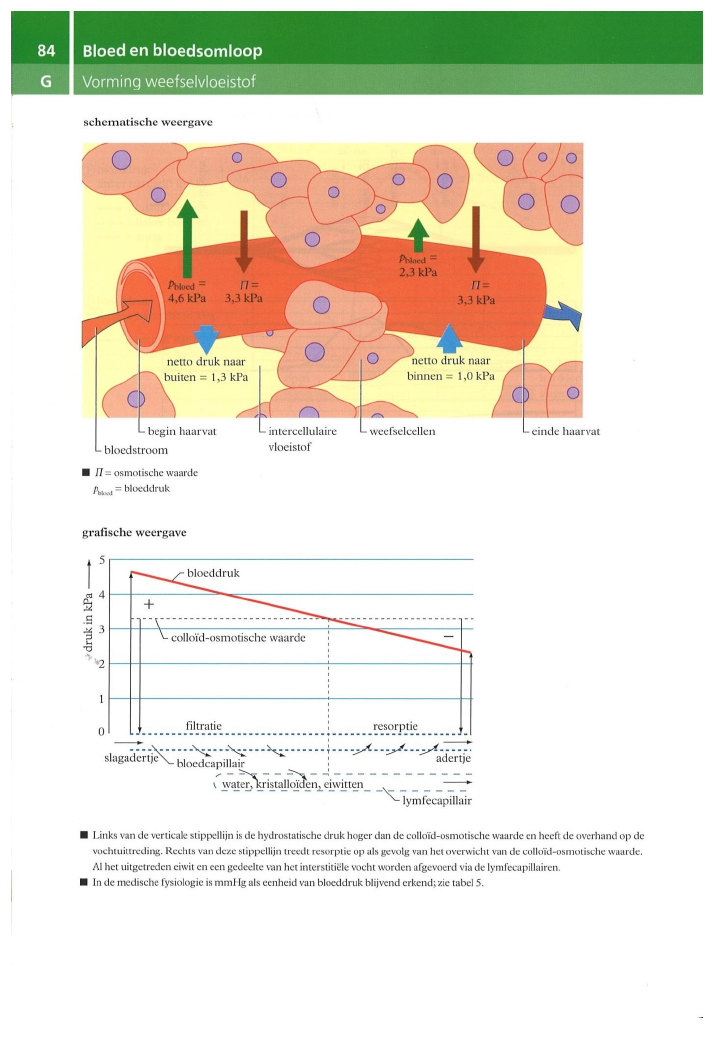 84 Bloed en bloedsomloop
G Vorming weefselvloeistof
schematische weergave
p bloed = 4,6 kPa
Π = 3,3 kPa
p bloed = 2,3 kPa
Π = 3,3 kPa
netto druk naar
buiten = 1,3 kPa
netto druk naar
binnen = 1,0 kPa
begin haarvat
intercellulaire
vloeistof
weefselcellen
einde haarvat
bloedstroom
■ Π = osmotische waarde
p bloed = bloeddruk
grafische weergave
druk in kPa
5
4
3
2
1
0
bloeddruk
+
colloïd-osmotische waarde
−
filtratie
resorptie
slagadertje
bloedcapillair
adertje
water, kristalloïden, eiwitten
lymfecapillair
■ Links van de verticale stippellijn is de hydrostatische druk hoger dan de colloïd-osmotische waarde en heeft de overhand op de
vochtuittreding. Rechts van deze stippellijn treedt resorptie op als gevolg van het overwicht van de colloïd-osmotische waarde.
Al het uitgetreden eiwit en een gedeelte van het interstitiële vocht worden afgevoerd via de lymfecapillairen.
■ In de medische fysiologie is mmHg als eenheid van bloeddruk blijvend erkend; zie tabel 5.